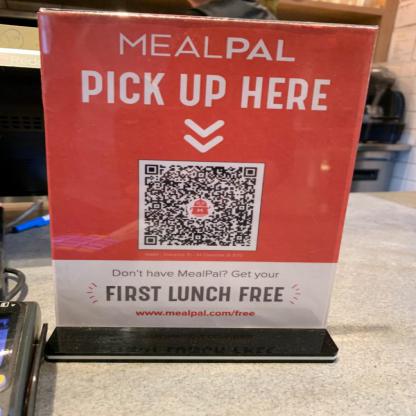 MEALPAL
PICK UP HERE
Don't have MealPal? Get your
FIRST LUNCH FREE
www.mealpal.com/free